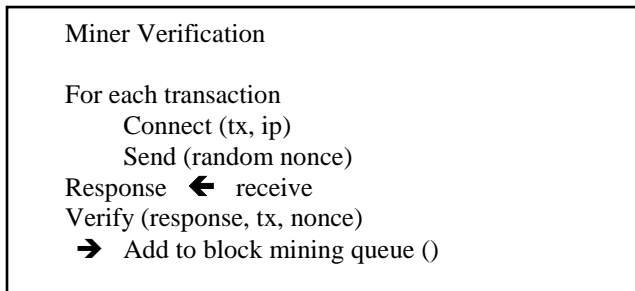 Miner Verification
For each transaction
Connect (tx, ip)
Send (random nonce)
Response 🡸 receive
Verify (response, tx, nonce)
🡺 Add to block mining queue ()